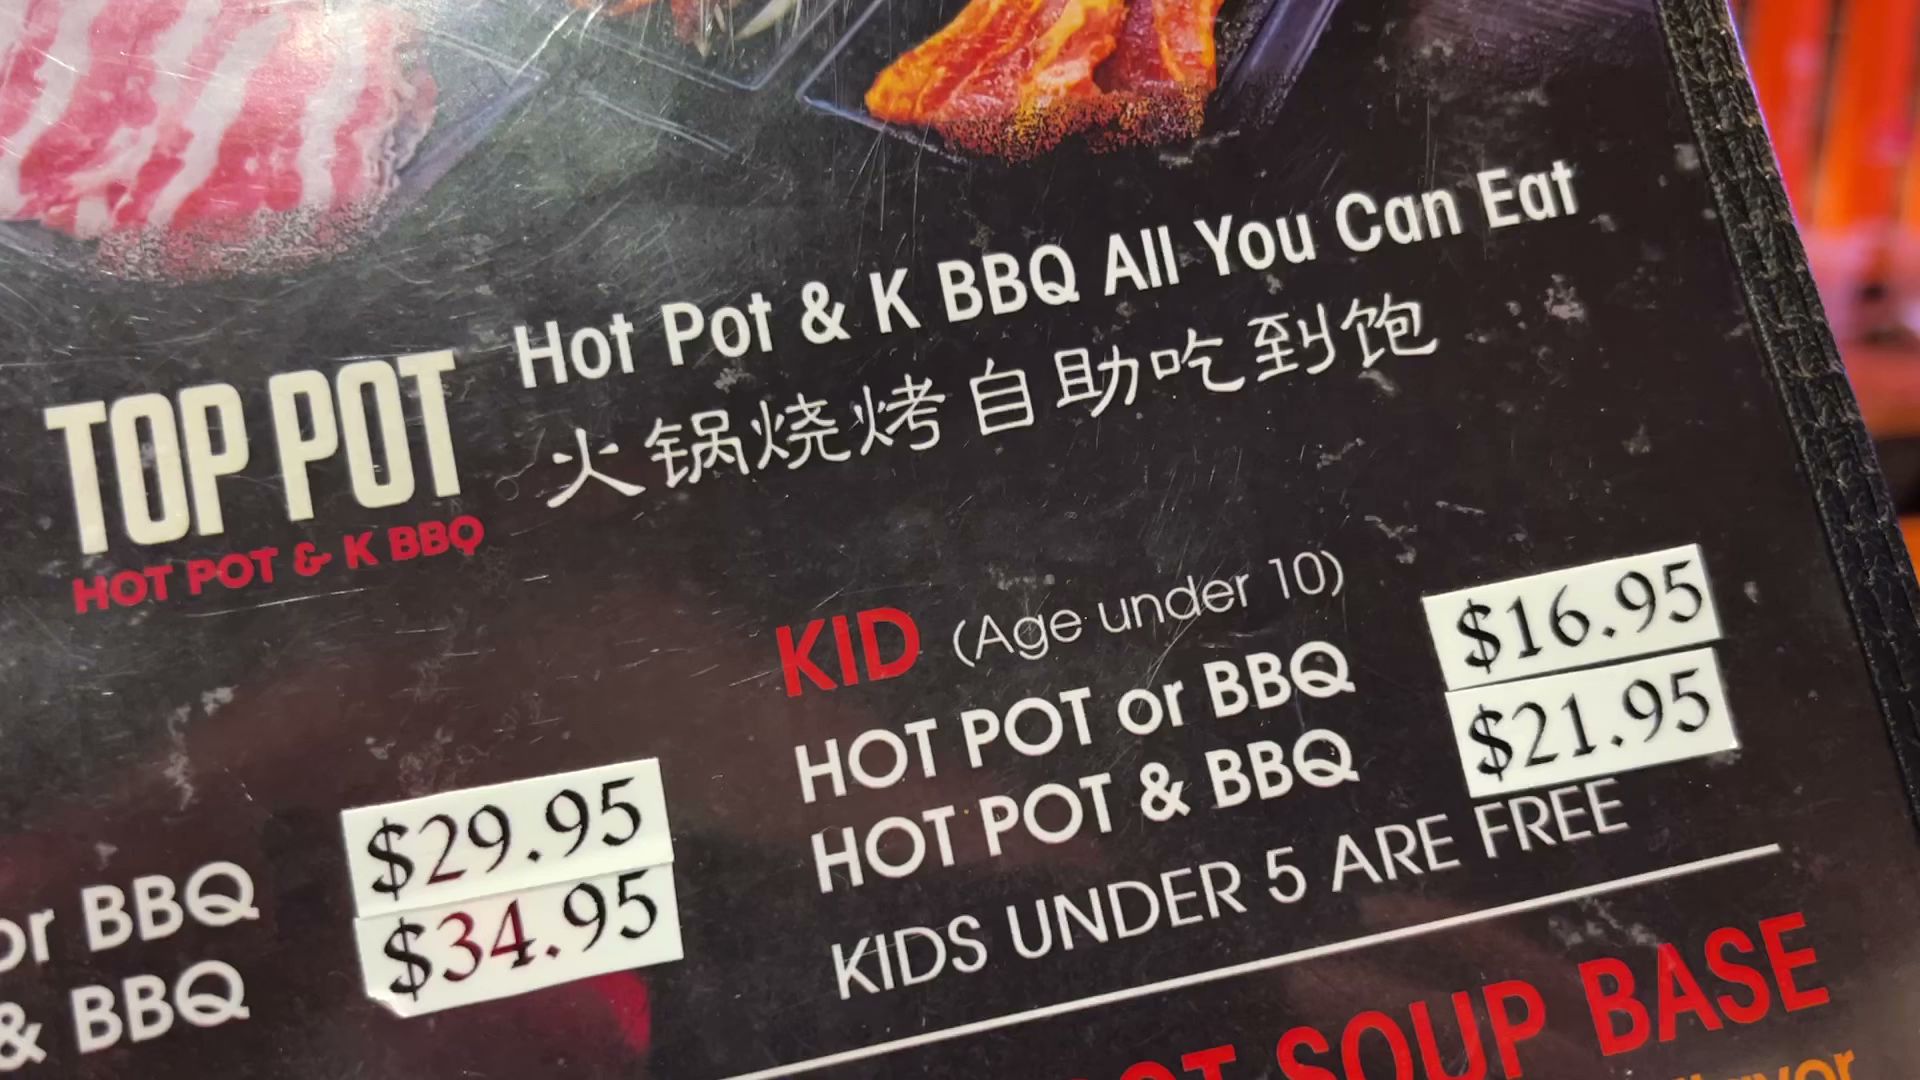 Hot Pot & K BBQ All You Can Eat
火锅烧烤自助吃到饱
TOP POT
HOT POT & K BBQ
or BBQ $29.95
& BBQ $34.95
KID (Age under 10)
HOT POT or BBQ $16.95
HOT POT & BBQ $21.95
KIDS UNDER 5 ARE FREE
SOUP BASE